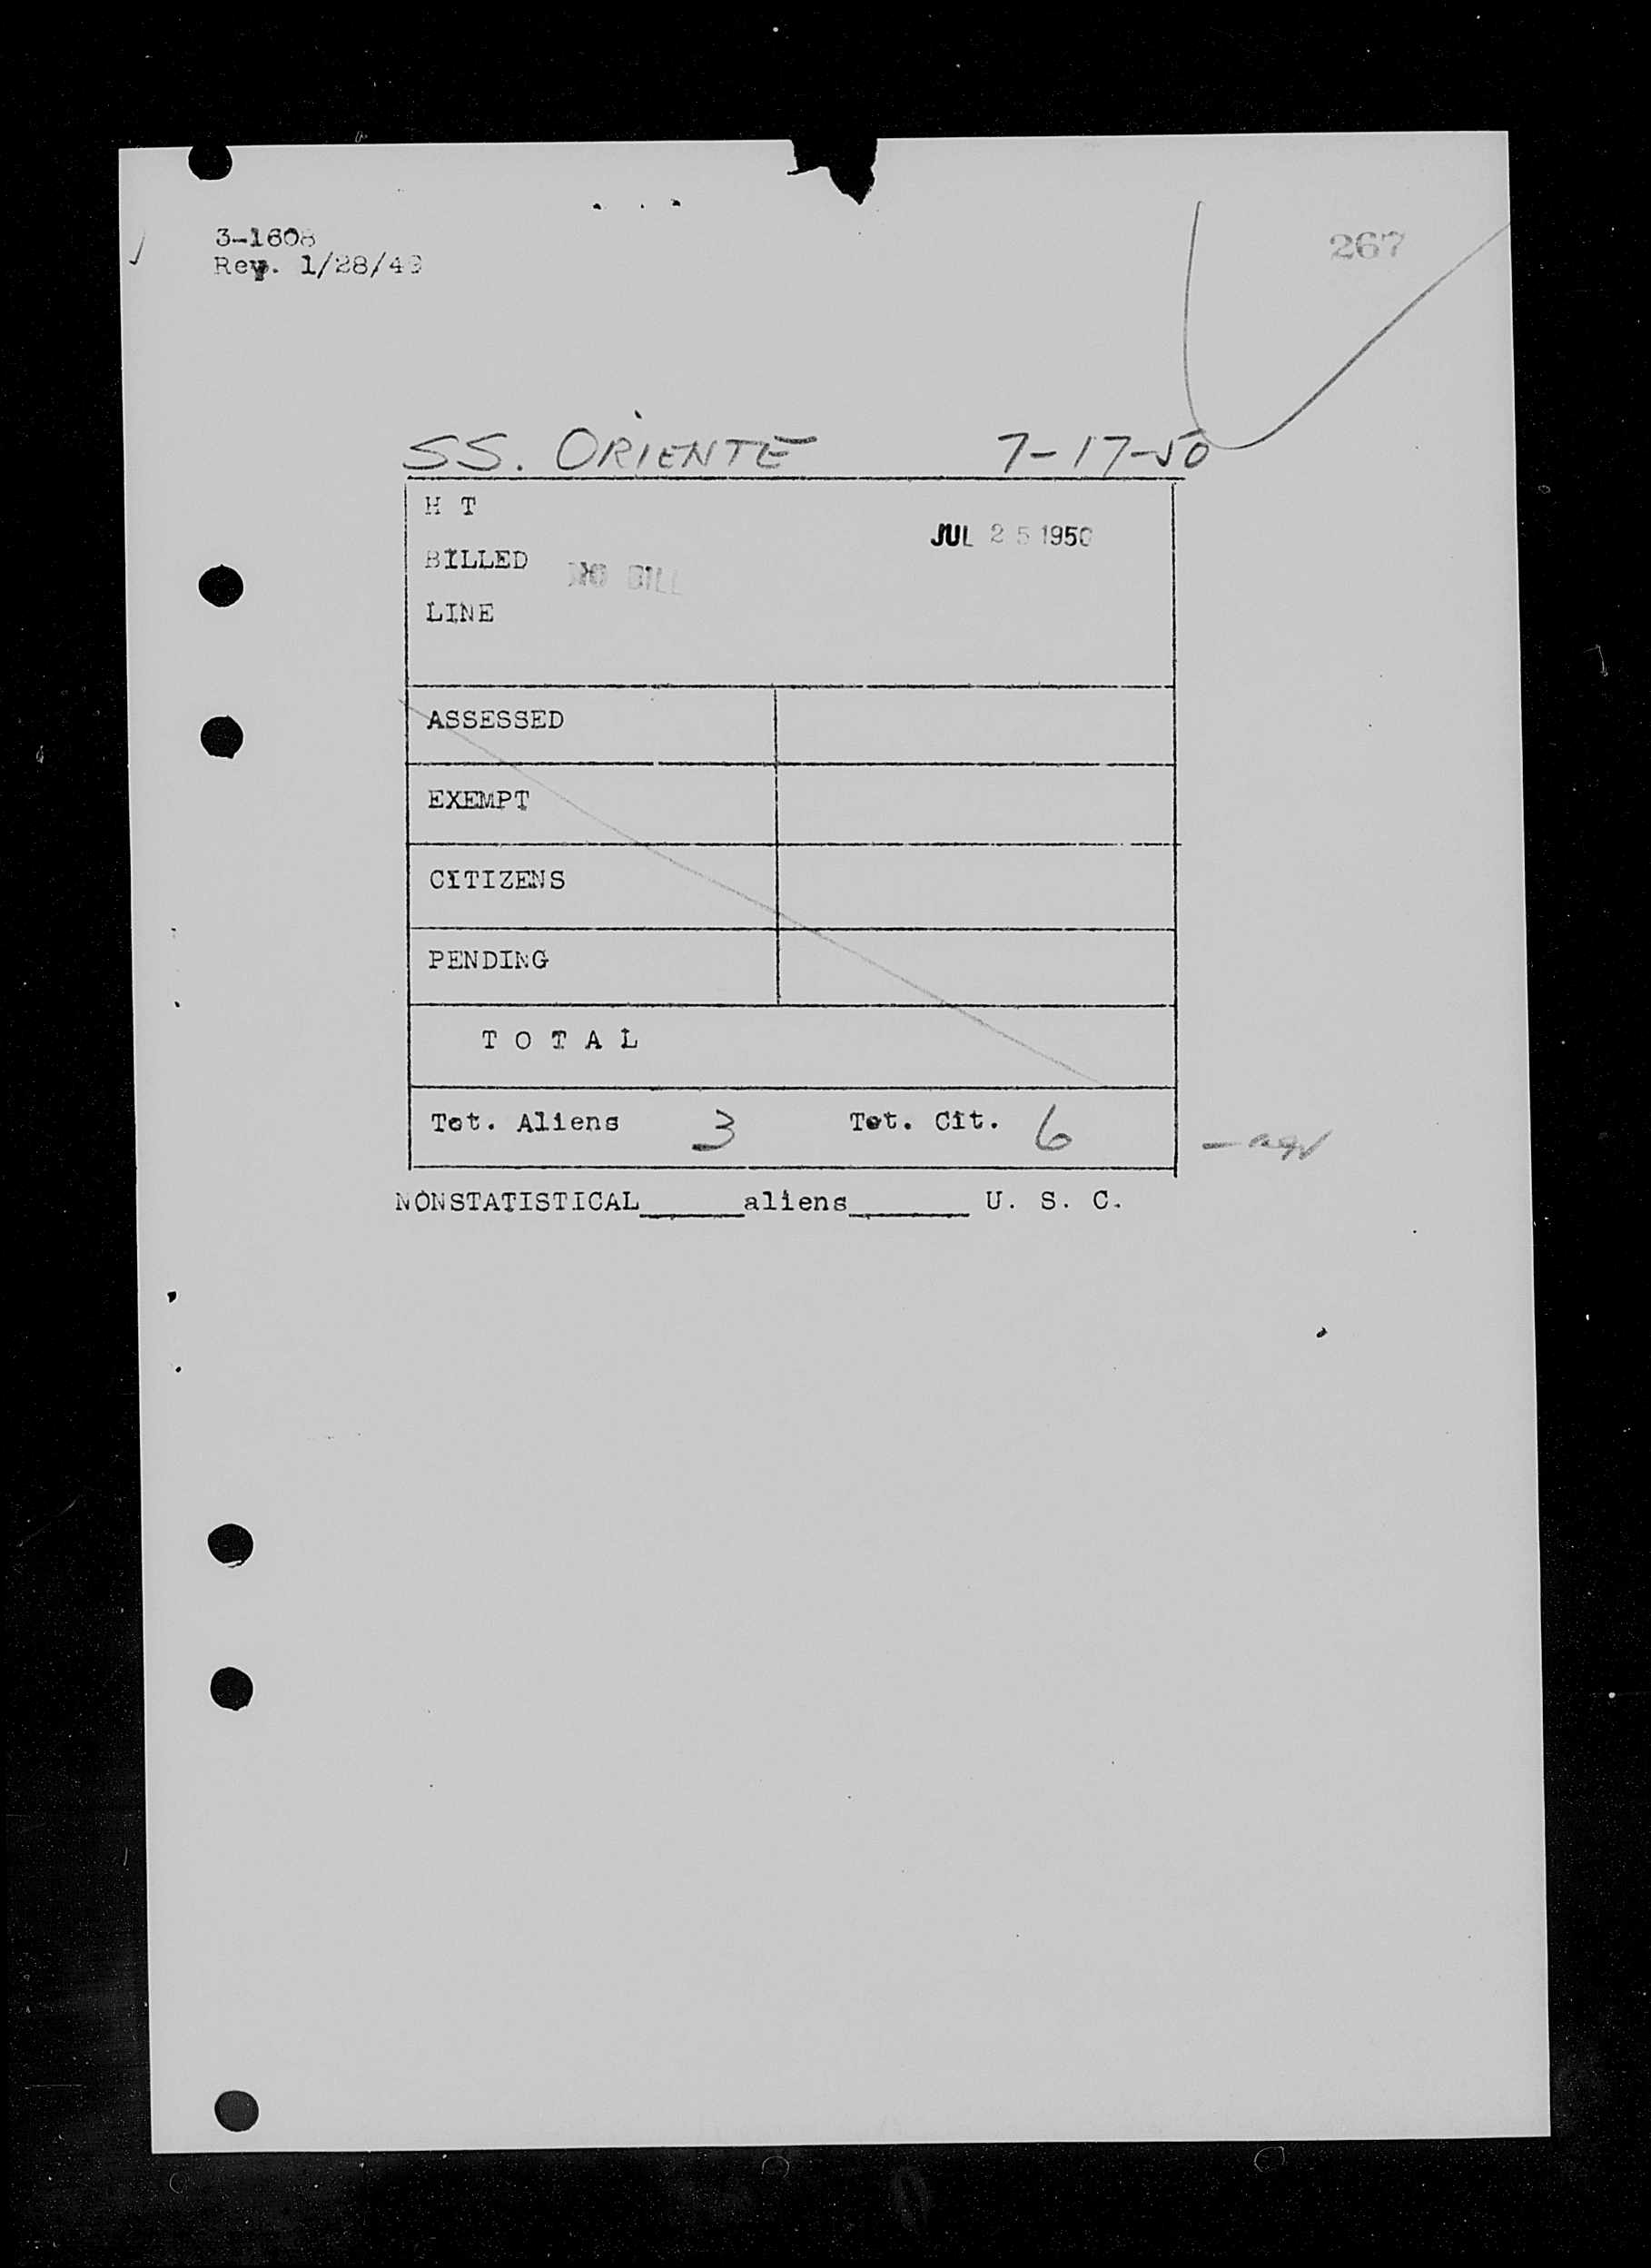 3-1608
Rev. 1/28/49
267
SS. ORIENTE 7-17-50
H T
JUL 25 1950
BILLED NO BILL
LINE
ASSESSED
EXEMPT
CITIZENS
PENDING
T O T A L
Tot. Aliens 3 Tot. Cit. 6
NONSTATISTICAL______aliens_______ U. S. C.